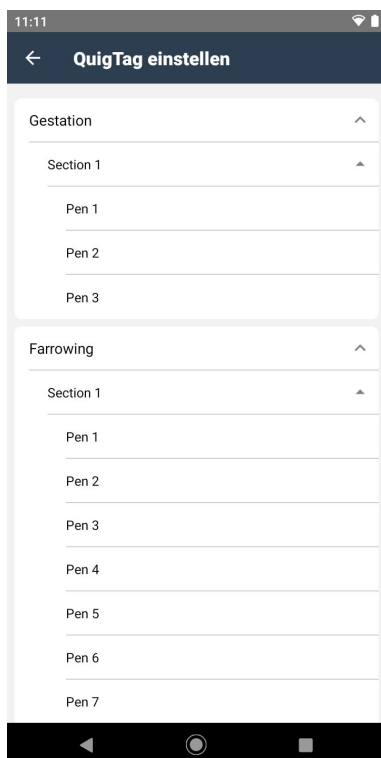 11:11
QuigTag einstellen
Gestation
Section 1
Pen 1
Pen 2
Pen 3
Farrowing
Section 1
Pen 1
Pen 2
Pen 3
Pen 4
Pen 5
Pen 6
Pen 7